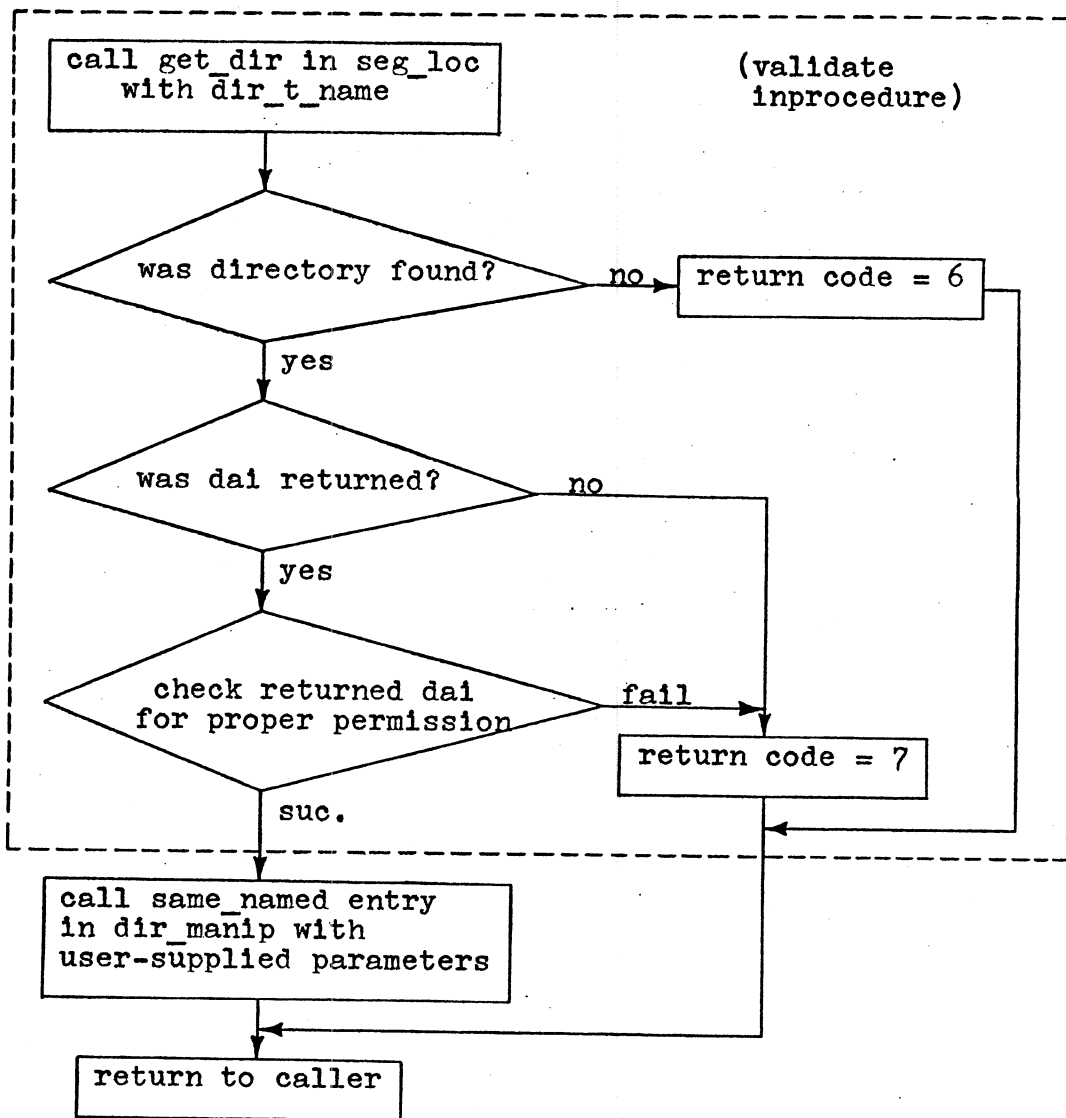 call get_dir in seg_loc
with dir_t_name
(validate
inprocedure)
was directory found?
no
return code = 6
yes
was dai returned?
no
yes
check returned dai
for proper permission
fail
return code = 7
suc.
call same_named entry
in dir_manip with
user-supplied parameters
return to caller